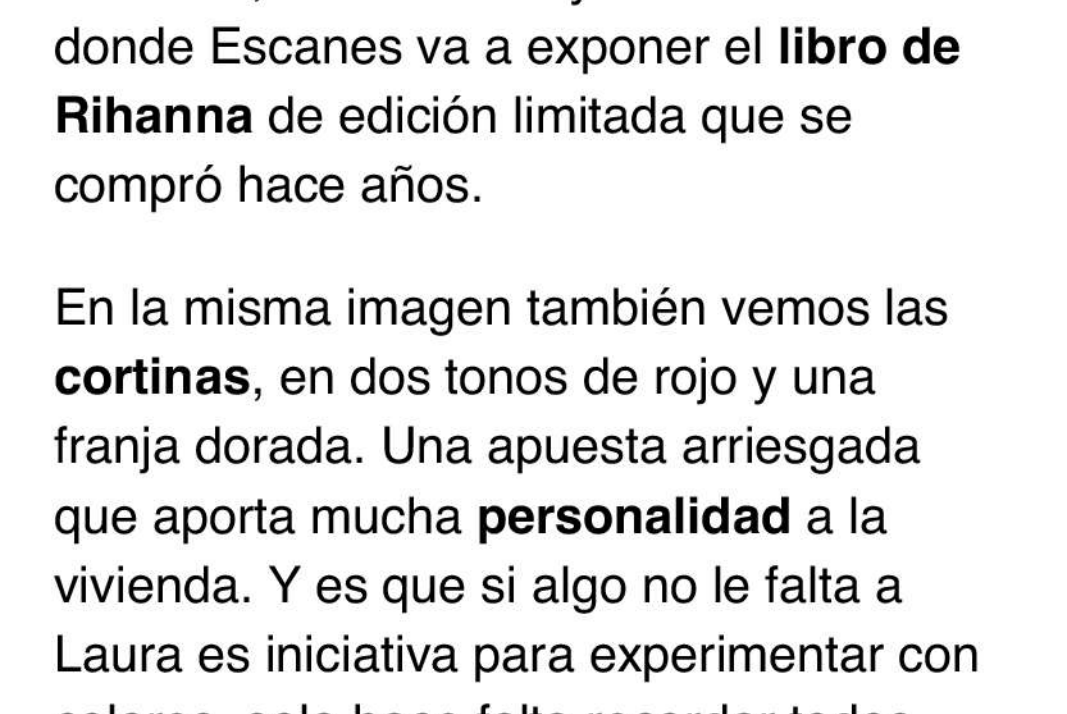 donde Escanes va a exponer el libro de
Rihanna de edición limitada que se
compró hace años.
En la misma imagen también vemos las
cortinas, en dos tonos de rojo y una
franja dorada. Una apuesta arriesgada
que aporta mucha personalidad a la
vivienda. Y es que si algo no le falta a
Laura es iniciativa para experimentar con